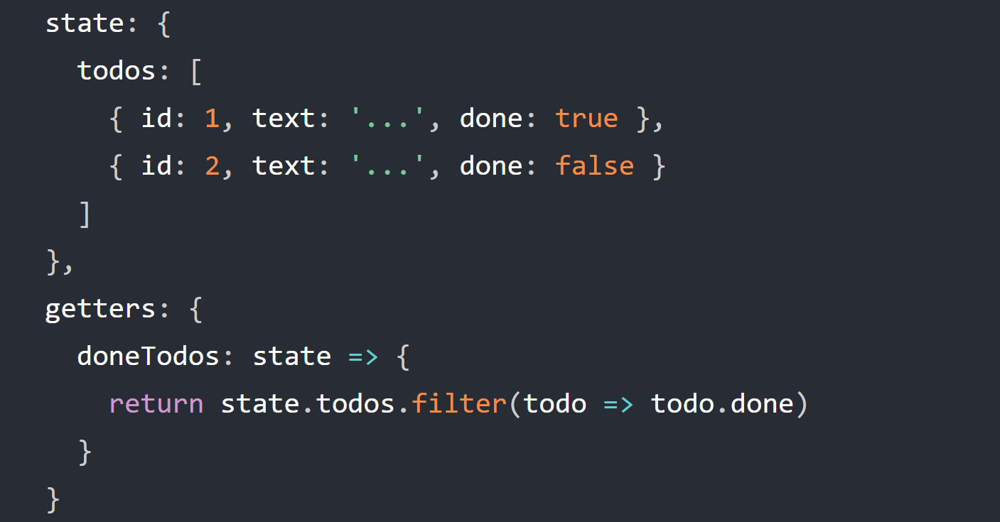 state: {
  todos: [
    { id: 1, text: '...', done: true },
    { id: 2, text: '...', done: false }
  ]
},
getters: {
  doneTodos: state => {
    return state.todos.filter(todo => todo.done)
  }
}